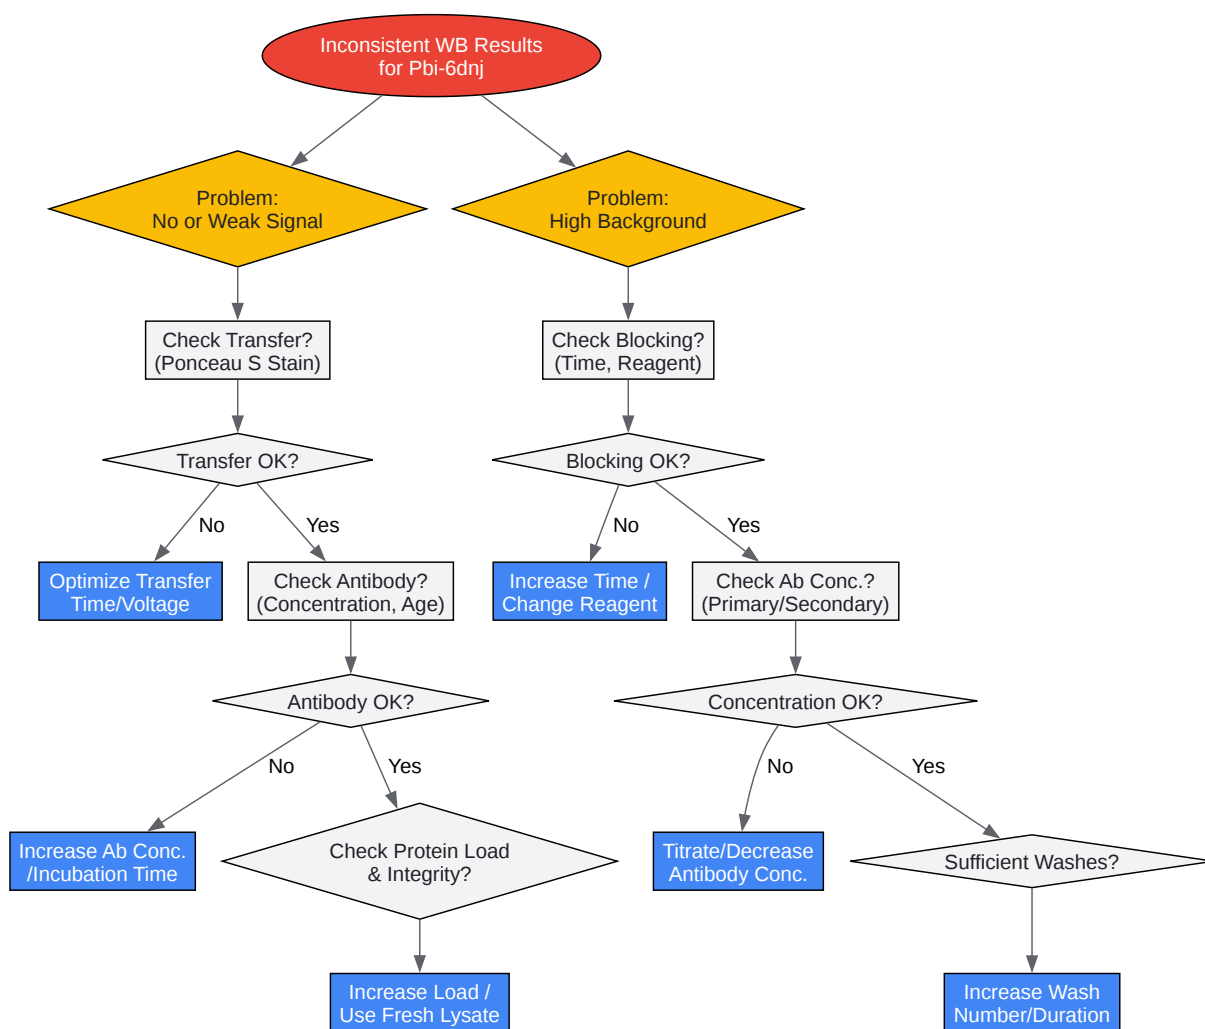 Inconsistent WB Results
for Pbi-6dnj
Problem:
No or Weak Signal
Problem:
High Background
Check Transfer?
(Ponceau S Stain)
Check Blocking?
(Time, Reagent)
Transfer OK?
Blocking OK?
No
Yes
No
Yes
Optimize Transfer
Time/Voltage
Check Antibody?
(Concentration, Age)
Increase Time /
Change Reagent
Check Ab Conc.?
(Primary/Secondary)
Antibody OK?
Concentration OK?
No
Yes
No
Yes
Increase Ab Conc.
/Incubation Time
Check Protein Load
& Integrity?
Titrate/Decrease
Antibody Conc.
Sufficient Washes?
Increase Load /
Use Fresh Lysate
Increase Wash
Number/Duration